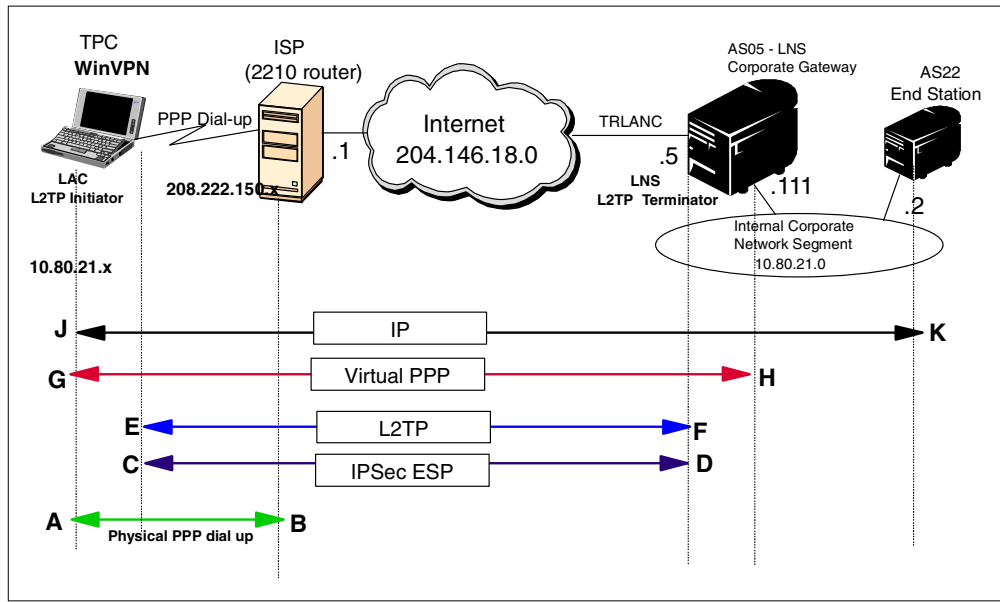 TPC
WinVPN
ISP
(2210 router)
AS05 - LNS
Corporate Gateway
AS22
End Station
PPP Dial-up
Internet
204.146.18.0
TRLANC
.1
.5
.111
.2
208.222.150.x
LAC
L2TP Initiator
LNS
L2TP Terminator
Internal Corporate
Network Segment
10.80.21.0
10.80.21.x
J
IP
K
G
Virtual PPP
H
E
L2TP
F
C
IPSec ESP
D
A
Physical PPP dial up
B